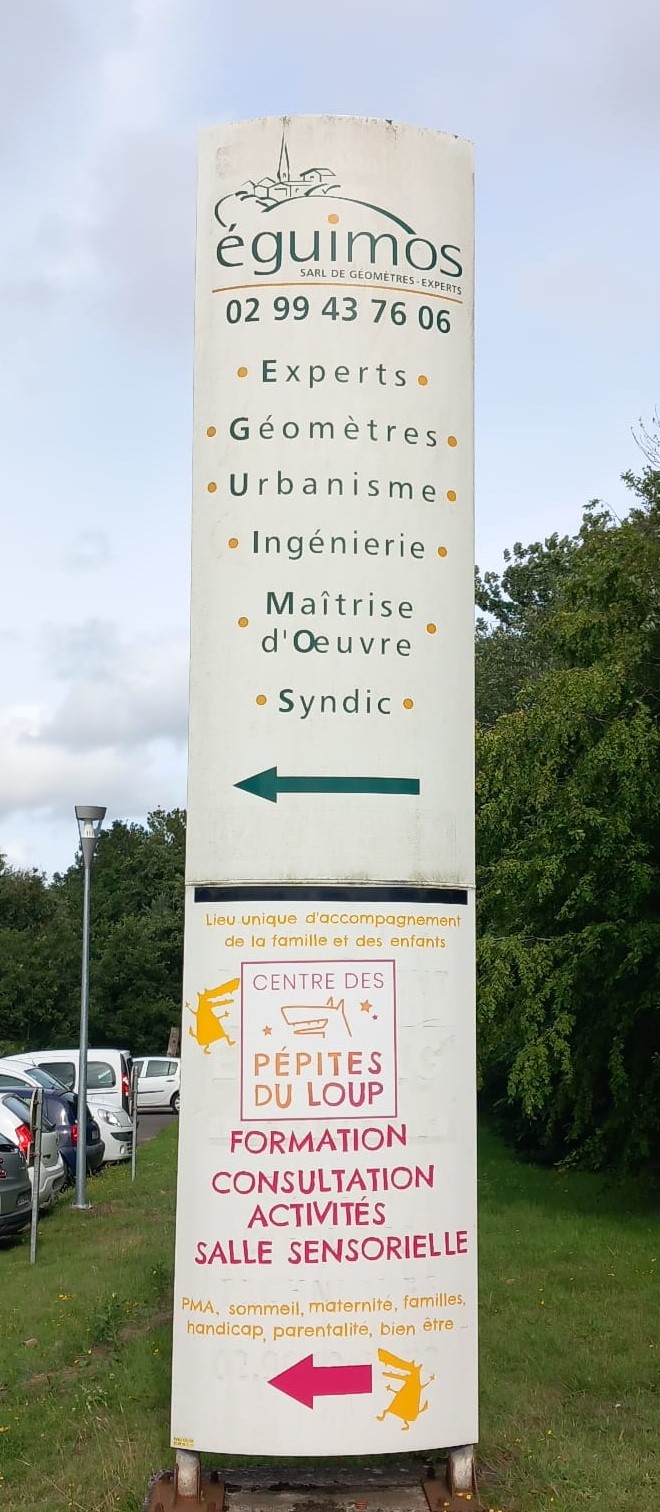 éguimos
SARL DE GÉOMÈTRES-EXPERTS
02 99 43 76 06
• Experts •
• Géomètres •
• Urbanisme •
• Ingénierie •
• Maîtrise
d'Oeuvre •
• Syndic •
Lieu unique d'accompagnement
de la famille et des enfants
CENTRE DES
PÉPITES
DU LOUP
FORMATION
CONSULTATION
ACTIVITÉS
SALLE SENSORIELLE
PMA, sommeil, maternité, familles,
handicap, parentalité, bien être ...